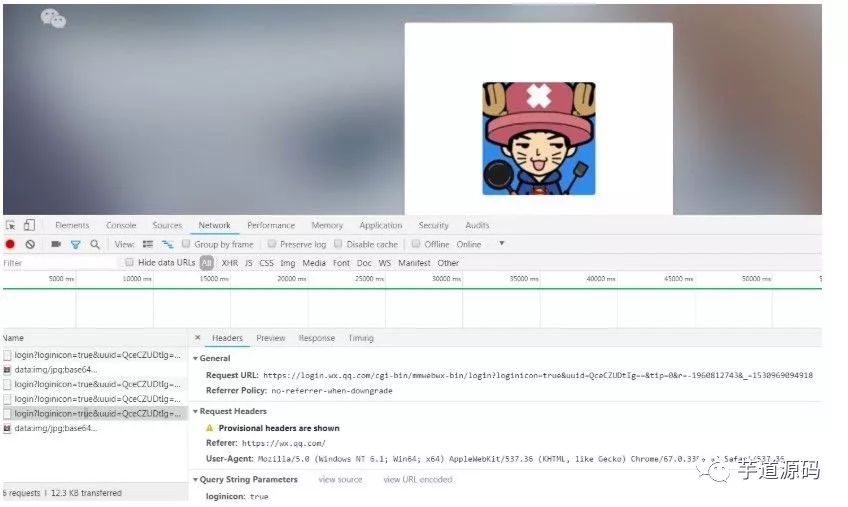 Elements Console Sources Network Performance Memory Application Security Audits
View: Group by frame Preserve log Disable cache Offline Online
Filter Hide data URLs All XHR JS CSS Img Media Font Doc WS Manifest Other
5000 ms 10000 ms 15000 ms 20000 ms 25000 ms 30000 ms 35000 ms 40000 ms 45000 ms 50000 ms
Name × Headers Preview Response Timing
login?loginicon=true&uuid=QceCZUDtIg=...
data:img/jpg;base64...
login?loginicon=true&uuid=QceCZUDtIg=...
login?loginicon=true&uuid=QceCZUDtIg=...
login?loginicon=true&uuid=QceCZUDtIg=...
data:img/jpg;base64...
6 requests | 12.3 KB transferred
General
Request URL: https://login.wx.qq.com/cgi-bin/mmwebwx-bin/login?loginicon=true&uuid=QceCZUDtIg==&tip=0&r=-1960812743&_=1530969094918
Referrer Policy: no-referrer-when-downgrade
Request Headers
Provisional headers are shown
Referer: https://wx.qq.com/
User-Agent: Mozilla/5.0 (Windows NT 6.1; Win64; x64) AppleWebKit/537.36 (KHTML, like Gecko) Safari/537.36
Query String Parameters view source view URL encoded
loginicon: true
芋道源码